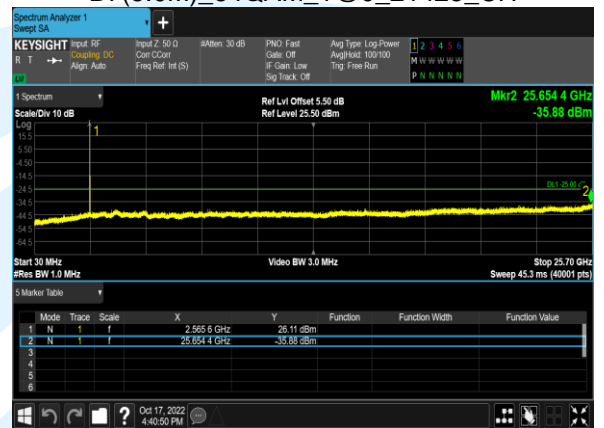 Spectrum Analyzer 1
Swept SA
+
KEYSIGHT Input: RF Input Z: 50 Ω #Atten: 30 dB PNO: Fast Avg Type: Log-Power 1 2 3 4 5 6
R T Coupling: DC Corr CCorr Gate: Off Avg|Hold: 100/100 M W W W W W
Align: Auto Freq Ref: Int (S) IF Gain: Low Trig: Free Run
Sig Track: Off P N N N N N
1 Spectrum Ref Lvl Offset 5.50 dB Mkr2 25.654 4 GHz
Scale/Div 10 dB Ref Level 25.50 dBm -35.88 dBm
Log
15.5
5.50
-4.50
-14.5
-24.5
-34.5
-44.5
-54.5
-64.5
1
DL1 -25.00
2
Start 30 MHz Video BW 3.0 MHz Stop 25.70 GHz
#Res BW 1.0 MHz Sweep 45.3 ms (40001 pts)
5 Marker Table
Mode Trace Scale X Y Function Function Width Function Value
1 N 1 f 2.565 6 GHz 26.11 dBm
2 N 1 f 25.654 4 GHz -35.88 dBm
3
4
5
6
? Oct 17, 2022
4:40:50 PM